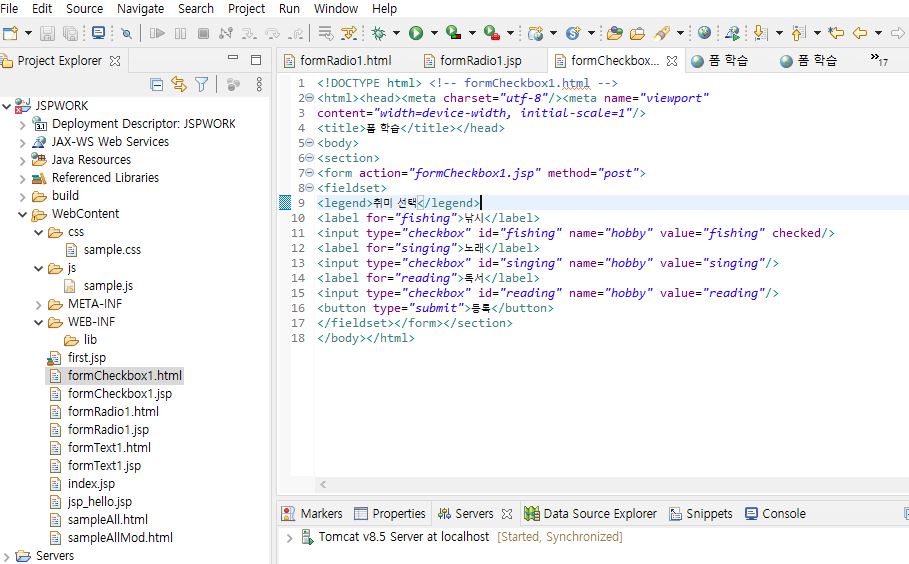 File Edit Source Navigate Search Project Run Window Help
Project Explorer
formRadio1.html formRadio1.jsp formCheckbox... 폼 학습 폼 학습 »17
JSPWORK
Deployment Descriptor: JSPWORK
JAX-WS Web Services
Java Resources
Referenced Libraries
build
WebContent
css
sample.css
js
sample.js
META-INF
WEB-INF
lib
first.jsp
formCheckbox1.html
formCheckbox1.jsp
formRadio1.html
formRadio1.jsp
formText1.html
formText1.jsp
index.jsp
jsp_hello.jsp
sampleAll.html
sampleAllMod.html
Servers
1 <!DOCTYPE html> <!-- formCheckbox1.html -->
2 <html><head><meta charset="utf-8"/><meta name="viewport"
3 content="width=device-width, initial-scale=1"/>
4 <title>폼 학습</title></head>
5 <body>
6 <section>
7 <form action="formCheckbox1.jsp" method="post">
8 <fieldset>
9 <legend>취미 선택</legend>
10 <label for="fishing">낚시</label>
11 <input type="checkbox" id="fishing" name="hobby" value="fishing" checked/>
12 <label for="singing">노래</label>
13 <input type="checkbox" id="singing" name="hobby" value="singing"/>
14 <label for="reading">독서</label>
15 <input type="checkbox" id="reading" name="hobby" value="reading"/>
16 <button type="submit">등록</button>
17 </fieldset></form></section>
18 </body></html>
Markers Properties Servers Data Source Explorer Snippets Console
Tomcat v8.5 Server at localhost [Started, Synchronized]